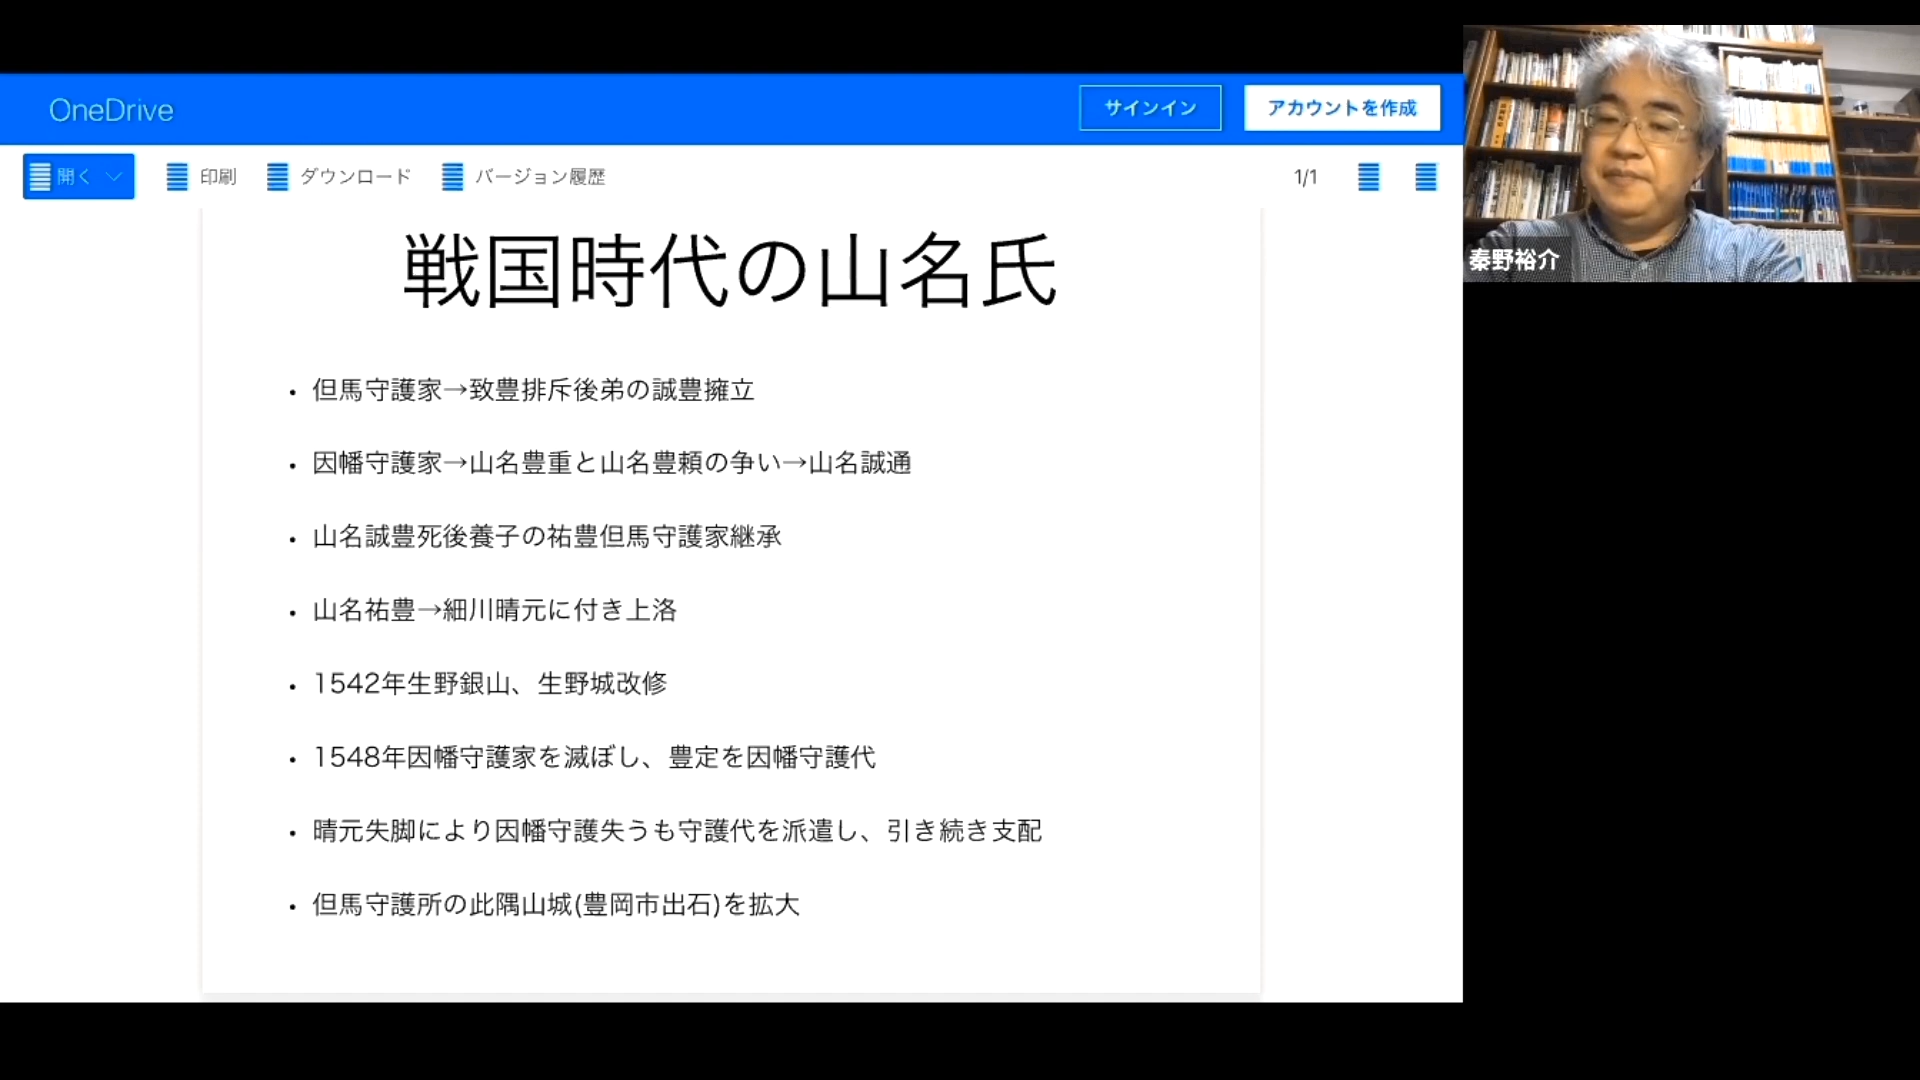 OneDrive
サインイン
アカウントを作成
開く
印刷
ダウンロード
バージョン履歴
1/1
戦国時代の山名氏
• 但馬守護家→致豊排斥後弟の誠豊擁立
• 因幡守護家→山名豊重と山名豊頼の争い→山名誠通
• 山名誠豊死後養子の祐豊但馬守護家継承
• 山名祐豊→細川晴元に付き上洛
• 1542年生野銀山、生野城改修
• 1548年因幡守護家を滅ぼし、豊定を因幡守護代
• 晴元失脚により因幡守護失うも守護代を派遣し、引き続き支配
• 但馬守護所の此隅山城(豊岡市出石)を拡大
秦野裕介